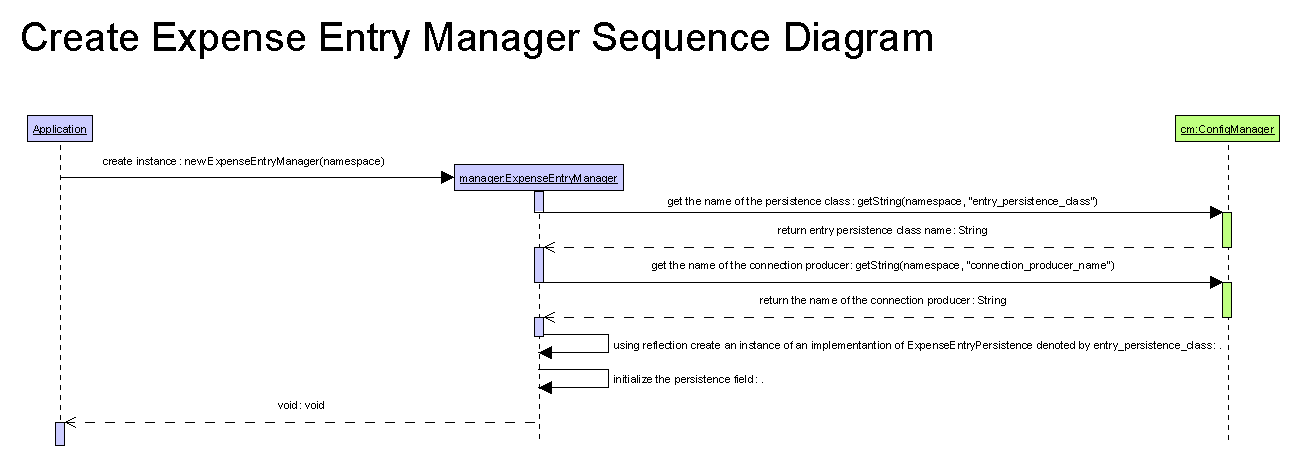 Create Expense Entry Manager Sequence Diagram
Application
cm:ConfigManager
create instance : new ExpenseEntryManager(namespace)
manager:ExpenseEntryManager
get the name of the persistence class : getString(namespace, "entry_persistence_class")
return entry persistence class name : String
get the name of the connection producer: getString(namespace, "connection_producer_name")
return the name of the connection producer : String
using reflection create an instance of an implementantion of ExpenseEntryPersistence denoted by entry_persistence_class: .
initialize the persistence field : .
void : void